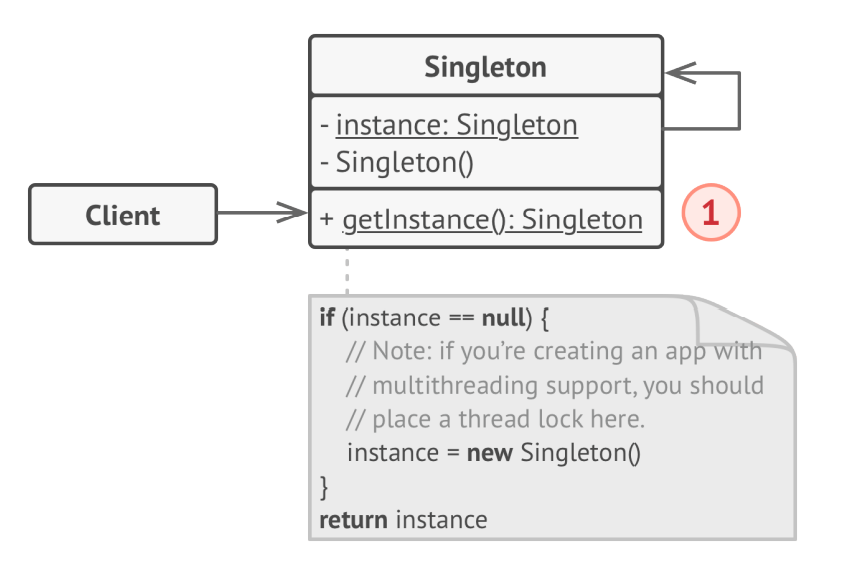 Singleton
- instance: Singleton
- Singleton()
Client
+ getInstance(): Singleton
1
if (instance == null) {
// Note: if you’re creating an app with
// multithreading support, you should
// place a thread lock here.
instance = new Singleton()
}
return instance